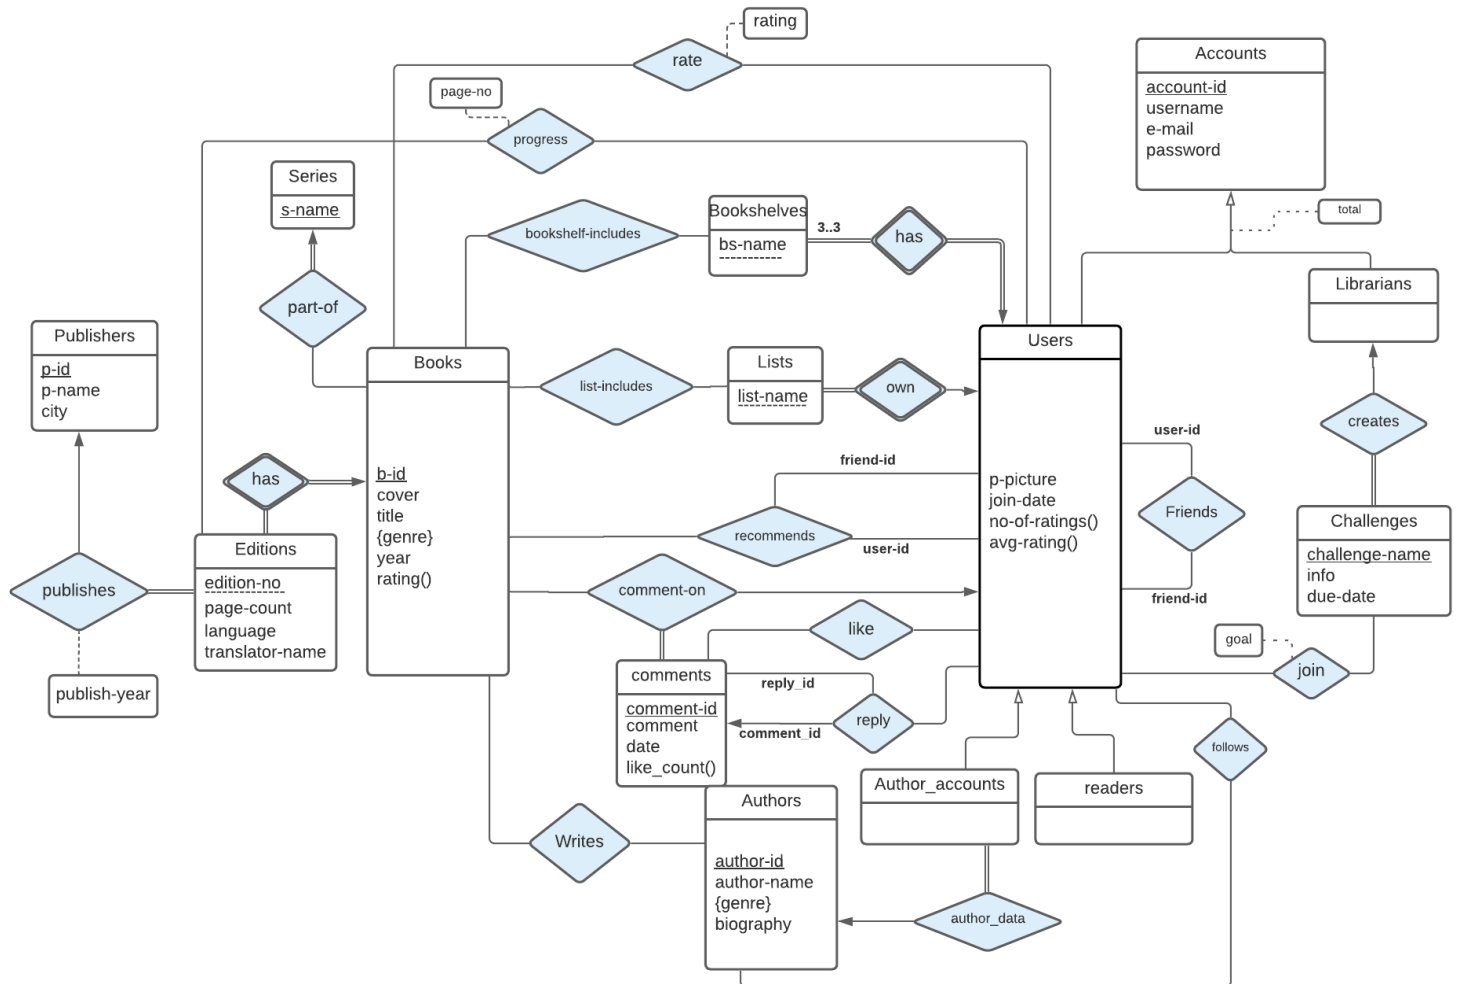 rating
rate
Accounts
account-id
username
e-mail
password
page-no
progress
Series
s-name
total
Bookshelves
bs-name
3..3
has
bookshelf-includes
Librarians
part-of
Publishers
p-id
p-name
city
Books
b-id
cover
title
{genre}
year
rating()
list-includes
Lists
list-name
own
Users
p-picture
join-date
no-of-ratings()
avg-rating()
creates
user-id
Friends
friend-id
friend-id
recommends
user-id
has
Editions
edition-no
page-count
language
translator-name
publishes
publish-year
Challenges
challenge-name
info
due-date
comment-on
like
goal
join
comments
comment-id
comment
date
like_count()
reply_id
reply
comment_id
follows
Author_accounts
readers
Authors
author-id
author-name
{genre}
biography
Writes
author_data